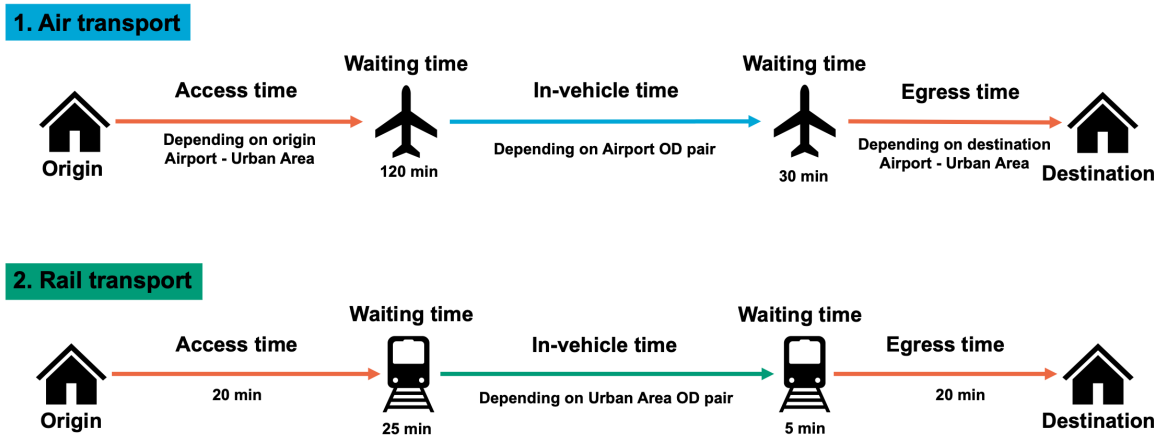 1. Air transport
Waiting time
Waiting time
Access time
In-vehicle time
Egress time
Depending on origin
Airport - Urban Area
Depending on Airport OD pair
Depending on destination
Airport - Urban Area
Origin
120 min
30 min
Destination
2. Rail transport
Waiting time
Waiting time
Access time
In-vehicle time
Egress time
20 min
Depending on Urban Area OD pair
20 min
Origin
25 min
5 min
Destination